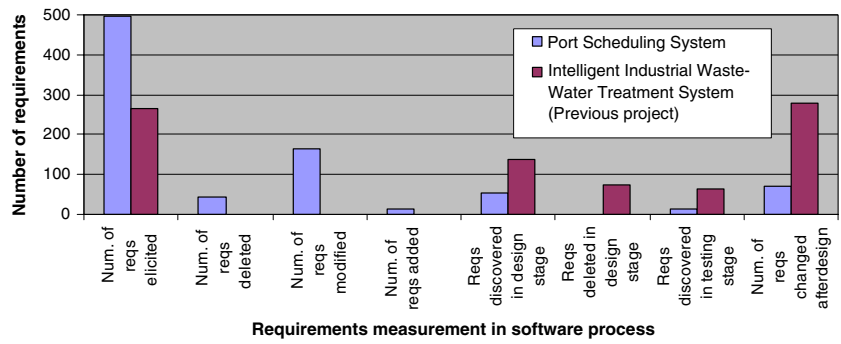 Number of requirements
500
400
300
200
100
0
Port Scheduling System
Intelligent Industrial Waste-
Water Treatment System
(Previous project)
Num. of
reqs
elicited
Num. of
reqs
deleted
Num. of
reqs
modified
Num. of
reqs added
Reqs
discovered
in design
stage
Reqs
deleted in
design
stage
Reqs
discovered
in testing
stage
Num. of
reqs
changed
afterdesign
Requirements measurement in software process